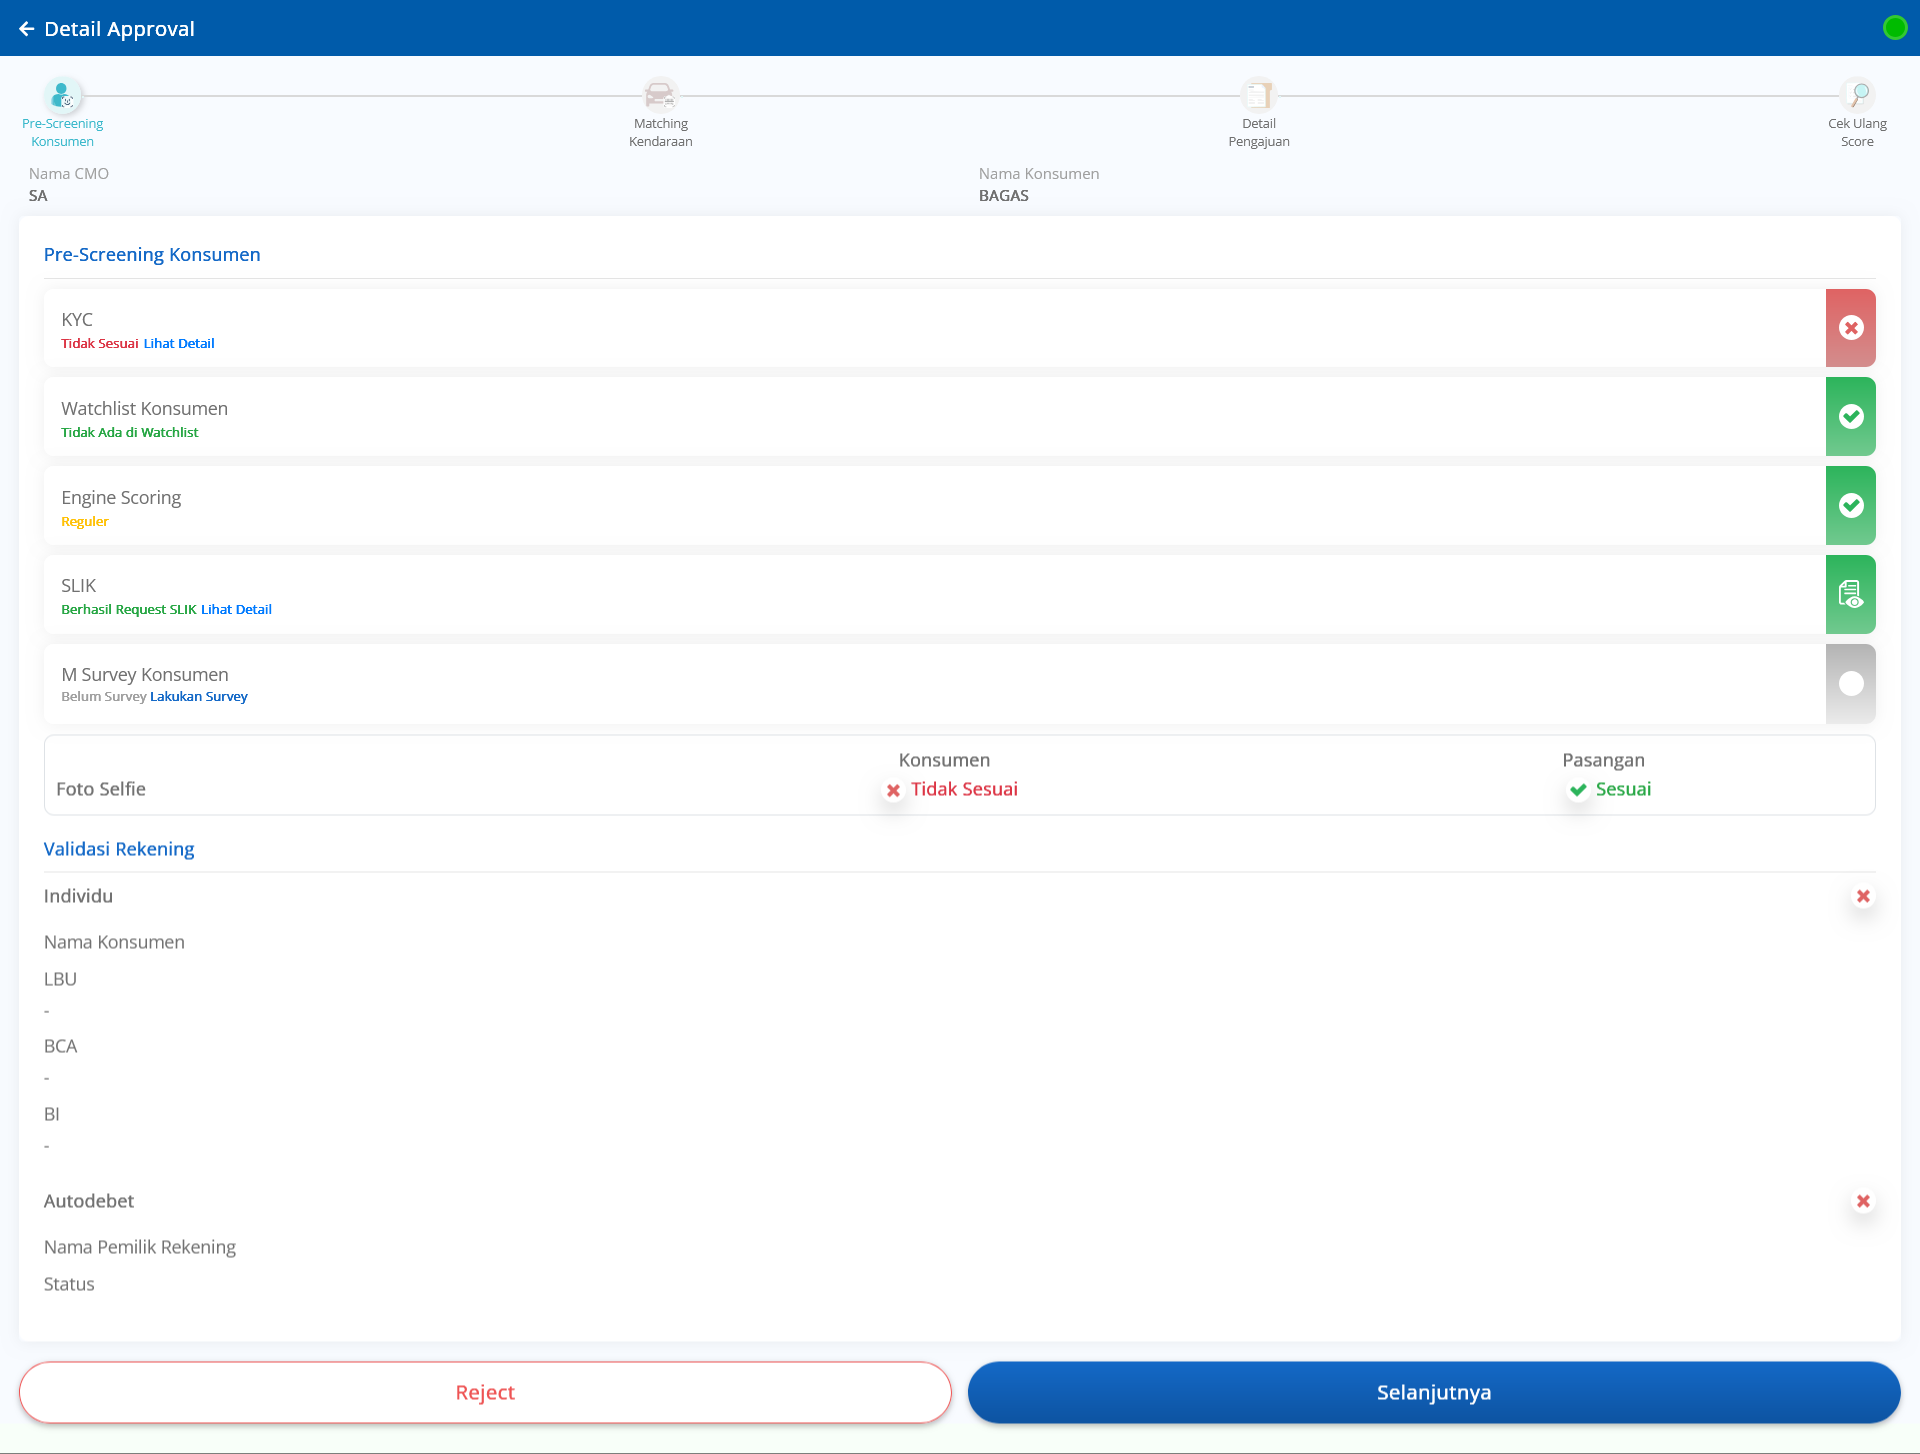 Detail Approval
Pre-Screening
Konsumen
Matching
Kendaraan
Detail
Pengajuan
Cek Ulang
Score
Nama CMO
SA
Nama Konsumen
BAGAS
Pre-Screening Konsumen
KYC
Tidak Sesuai Lihat Detail
Watchlist Konsumen
Tidak Ada di Watchlist
Engine Scoring
Reguler
SLIK
Berhasil Request SLIK Lihat Detail
M Survey Konsumen
Belum Survey Lakukan Survey
Konsumen Pasangan
Foto Selfie Tidak Sesuai Sesuai
Validasi Rekening
Individu
Nama Konsumen
LBU
-
BCA
-
BI
-
Autodebet
Nama Pemilik Rekening
Status
Reject Selanjutnya